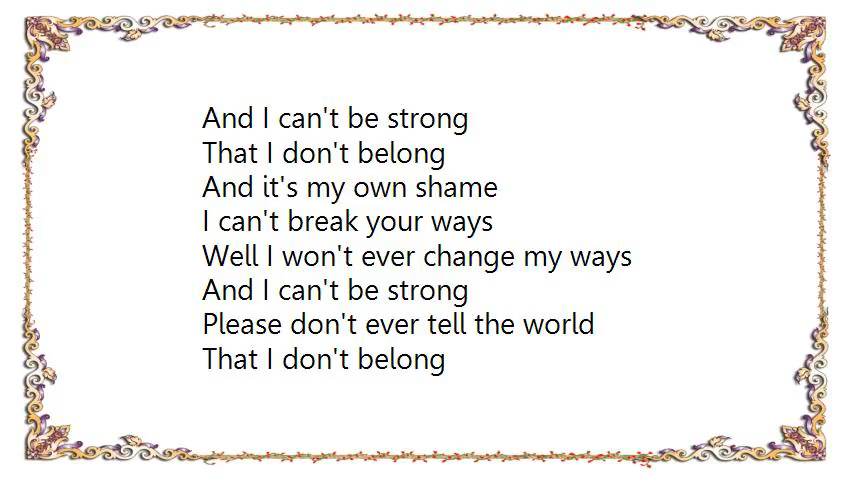 And I can't be strong
That I don't belong
And it's my own shame
I can't break your ways
Well I won't ever change my ways
And I can't be strong
Please don't ever tell the world
That I don't belong